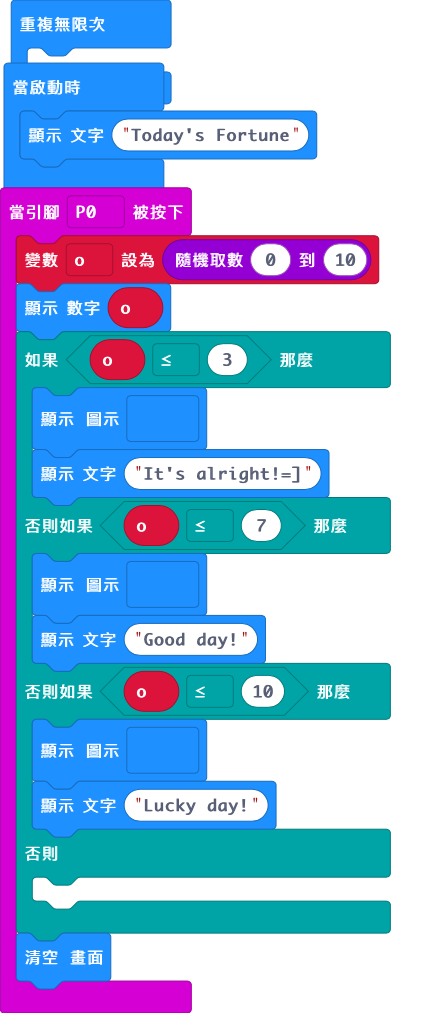 重複無限次
當啟動時
顯示 文字 "Today's Fortune"
當引腳 P0 被按下
變數 o 設為 隨機取數 0 到 10
顯示 數字 o
如果 o ≤ 3 那麼
顯示 圖示
顯示 文字 "It's alright!=]"
否則如果 o ≤ 7 那麼
顯示 圖示
顯示 文字 "Good day!"
否則如果 o ≤ 10 那麼
顯示 圖示
顯示 文字 "Lucky day!"
否則
清空 畫面